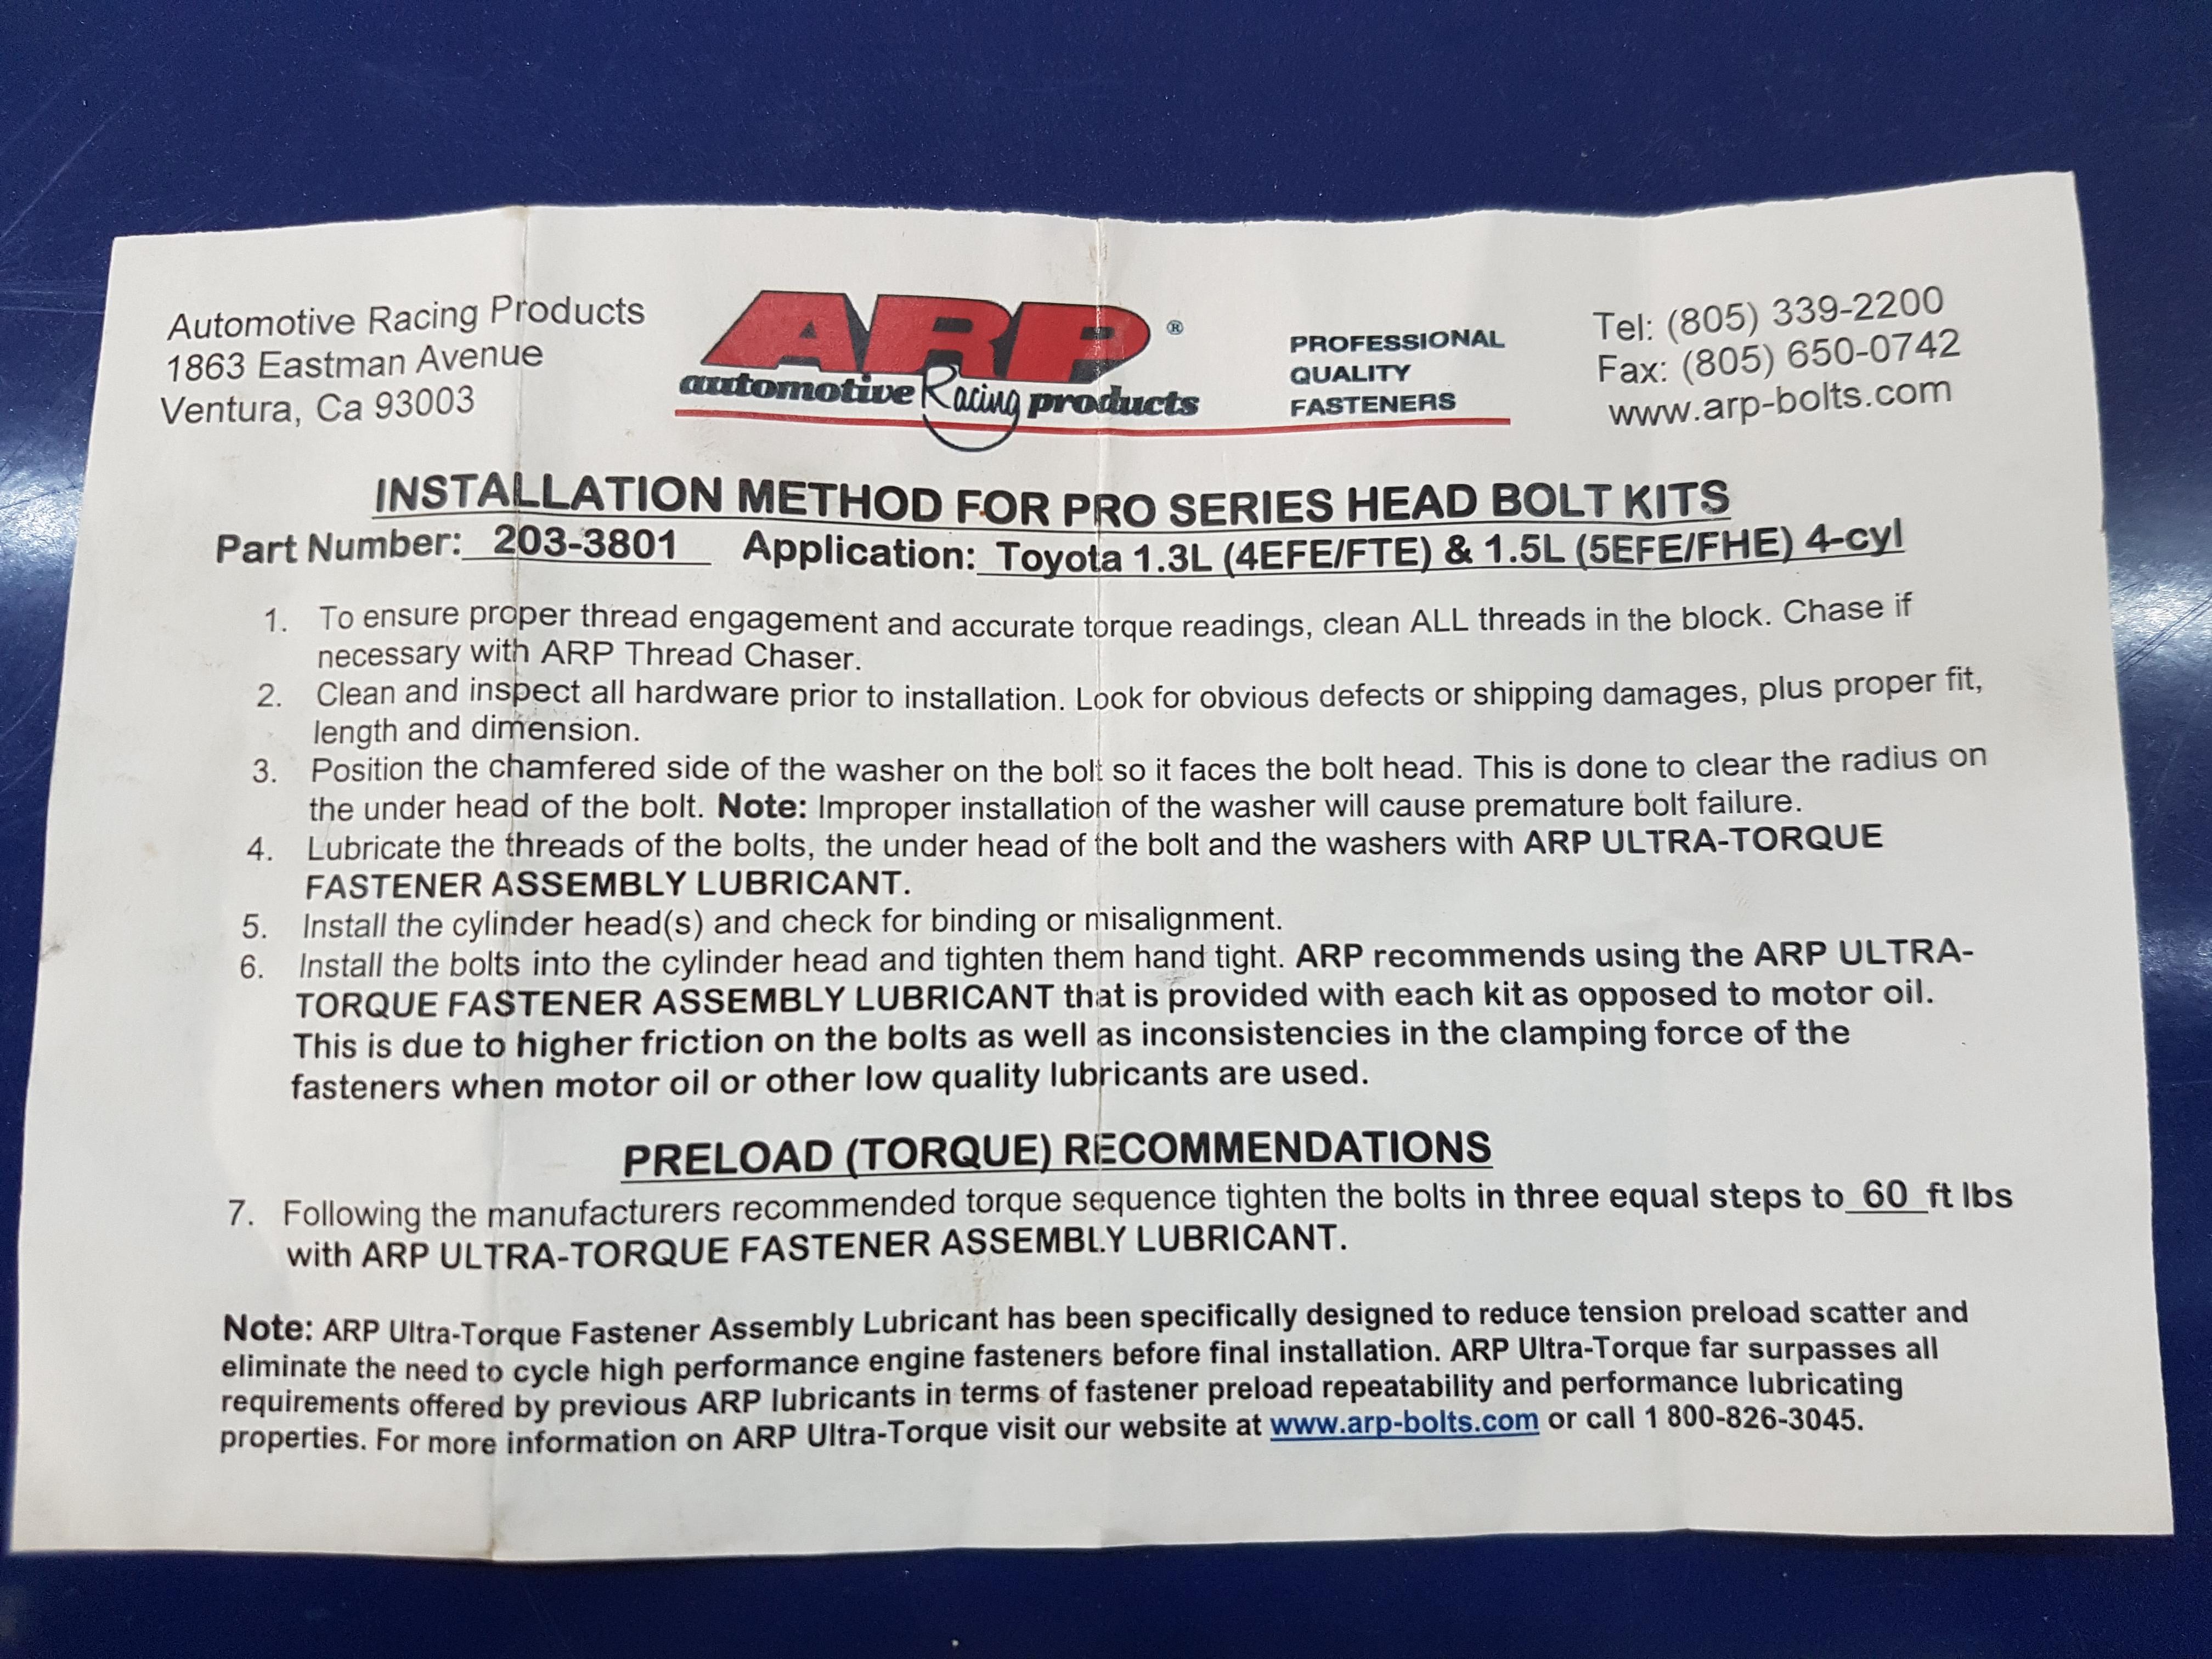 Automotive Racing Products
1863 Eastman Avenue
Ventura, Ca 93003
ARP®
automotive Racing products
PROFESSIONAL
QUALITY
FASTENERS
Tel: (805) 339-2200
Fax: (805) 650-0742
www.arp-bolts.com
INSTALLATION METHOD FOR PRO SERIES HEAD BOLT KITS
Part Number: 203-3801 Application: Toyota 1.3L (4EFE/FTE) & 1.5L (5EFE/FHE) 4-cyl
1. To ensure proper thread engagement and accurate torque readings, clean ALL threads in the block. Chase if
necessary with ARP Thread Chaser.
2. Clean and inspect all hardware prior to installation. Look for obvious defects or shipping damages, plus proper fit,
length and dimension.
3. Position the chamfered side of the washer on the bolt so it faces the bolt head. This is done to clear the radius on
the under head of the bolt. Note: Improper installation of the washer will cause premature bolt failure.
4. Lubricate the threads of the bolts, the under head of the bolt and the washers with ARP ULTRA-TORQUE
FASTENER ASSEMBLY LUBRICANT.
5. Install the cylinder head(s) and check for binding or misalignment.
6. Install the bolts into the cylinder head and tighten them hand tight. ARP recommends using the ARP ULTRA-
TORQUE FASTENER ASSEMBLY LUBRICANT that is provided with each kit as opposed to motor oil.
This is due to higher friction on the bolts as well as inconsistencies in the clamping force of the
fasteners when motor oil or other low quality lubricants are used.
PRELOAD (TORQUE) RECOMMENDATIONS
7. Following the manufacturers recommended torque sequence tighten the bolts in three equal steps to 60 ft lbs
with ARP ULTRA-TORQUE FASTENER ASSEMBLY LUBRICANT.
Note: ARP Ultra-Torque Fastener Assembly Lubricant has been specifically designed to reduce tension preload scatter and
eliminate the need to cycle high performance engine fasteners before final installation. ARP Ultra-Torque far surpasses all
requirements offered by previous ARP lubricants in terms of fastener preload repeatability and performance lubricating
properties. For more information on ARP Ultra-Torque visit our website at www.arp-bolts.com or call 1 800-826-3045.